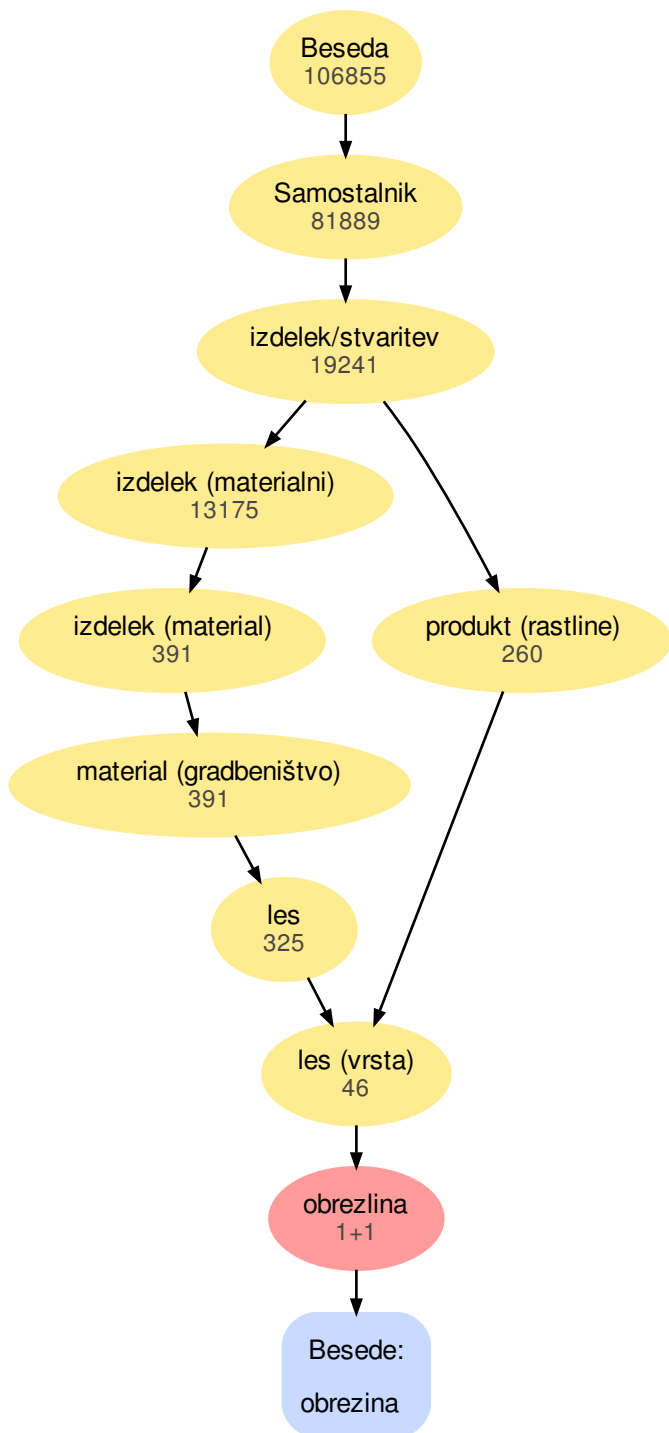 Beseda
106855
Samostalnik
81889
izdelek/stvaritev
19241
izdelek (materialni)
13175
izdelek (material)
391
produkt (rastline)
260
material (gradbeništvo)
391
les
325
les (vrsta)
46
obrezlina
1+1
Besede:
obrezina